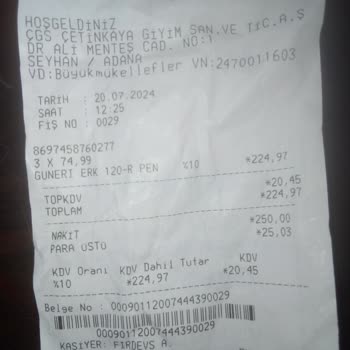 HOŞGELDİNİZ
ÇGS ÇETİNKAYA GİYİM SAN.VE TİC.A.Ş
DR ALİ MENTEŞ CAD. NO:1
SEYHAN / ADANA
VD:Büyükmükellefler VN:2470011603
TARİH : 20.07.2024
SAAT : 12:25
FİŞ NO : 0029
8697458760277
3 X 74,99
GUNERI ERK 120-R PEN %10 *224,97
TOPKDV *20,45
TOPLAM *224,97
NAKİT *250,00
PARA ÜSTÜ *25,03
KDV Oranı KDV Dahil Tutar KDV
%10 *224,97 *20,45
Belge No : 00090112007444390029
00090112007444390029
KASİYER: FİRDEVS A.